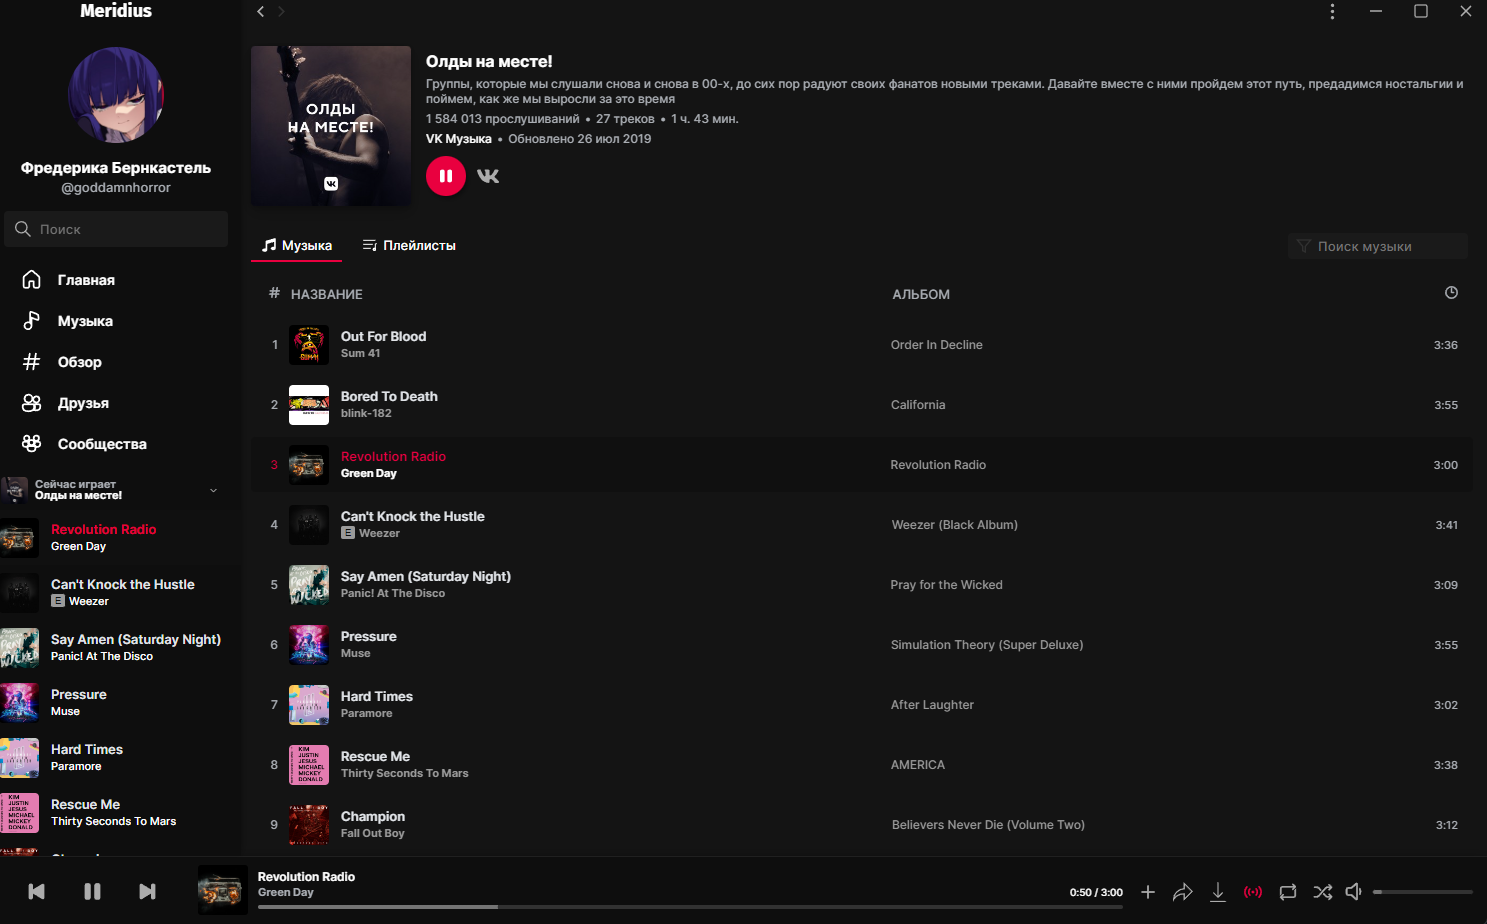 Meridius
Фредерика Бернкастель
@goddamnhorror
Поиск
Главная
Музыка
Обзор
Друзья
Сообщества
Сейчас играет
Олды на месте!
Revolution Radio
Green Day
Can't Knock the Hustle
E Weezer
Say Amen (Saturday Night)
Panic! At The Disco
Pressure
Muse
Hard Times
Paramore
Rescue Me
Thirty Seconds To Mars
ОЛДЫ
НА МЕСТЕ!
Олды на месте!
Группы, которые мы слушали снова и снова в 00-х, до сих пор радуют своих фанатов новыми треками. Давайте вместе с ними пройдем этот путь, предадимся ностальгии и
поймем, как же мы выросли за это время
1 584 013 прослушиваний • 27 треков • 1 ч. 43 мин.
VK Музыка • Обновлено 26 июл 2019
Музыка Плейлисты Поиск музыки
# НАЗВАНИЕ АЛЬБОМ
1 Out For Blood Order In Decline 3:36
Sum 41
2 Bored To Death California 3:55
blink-182
3 Revolution Radio Revolution Radio 3:00
Green Day
4 Can't Knock the Hustle Weezer (Black Album) 3:41
E Weezer
5 Say Amen (Saturday Night) Pray for the Wicked 3:09
Panic! At The Disco
6 Pressure Simulation Theory (Super Deluxe) 3:55
Muse
7 Hard Times After Laughter 3:02
Paramore
8 Rescue Me AMERICA 3:38
Thirty Seconds To Mars
KIM
JUSTIN
JESUS
MICHAEL
MICKEY
DONALD
9 Champion Believers Never Die (Volume Two) 3:12
Fall Out Boy
Revolution Radio
Green Day
0:50 / 3:00